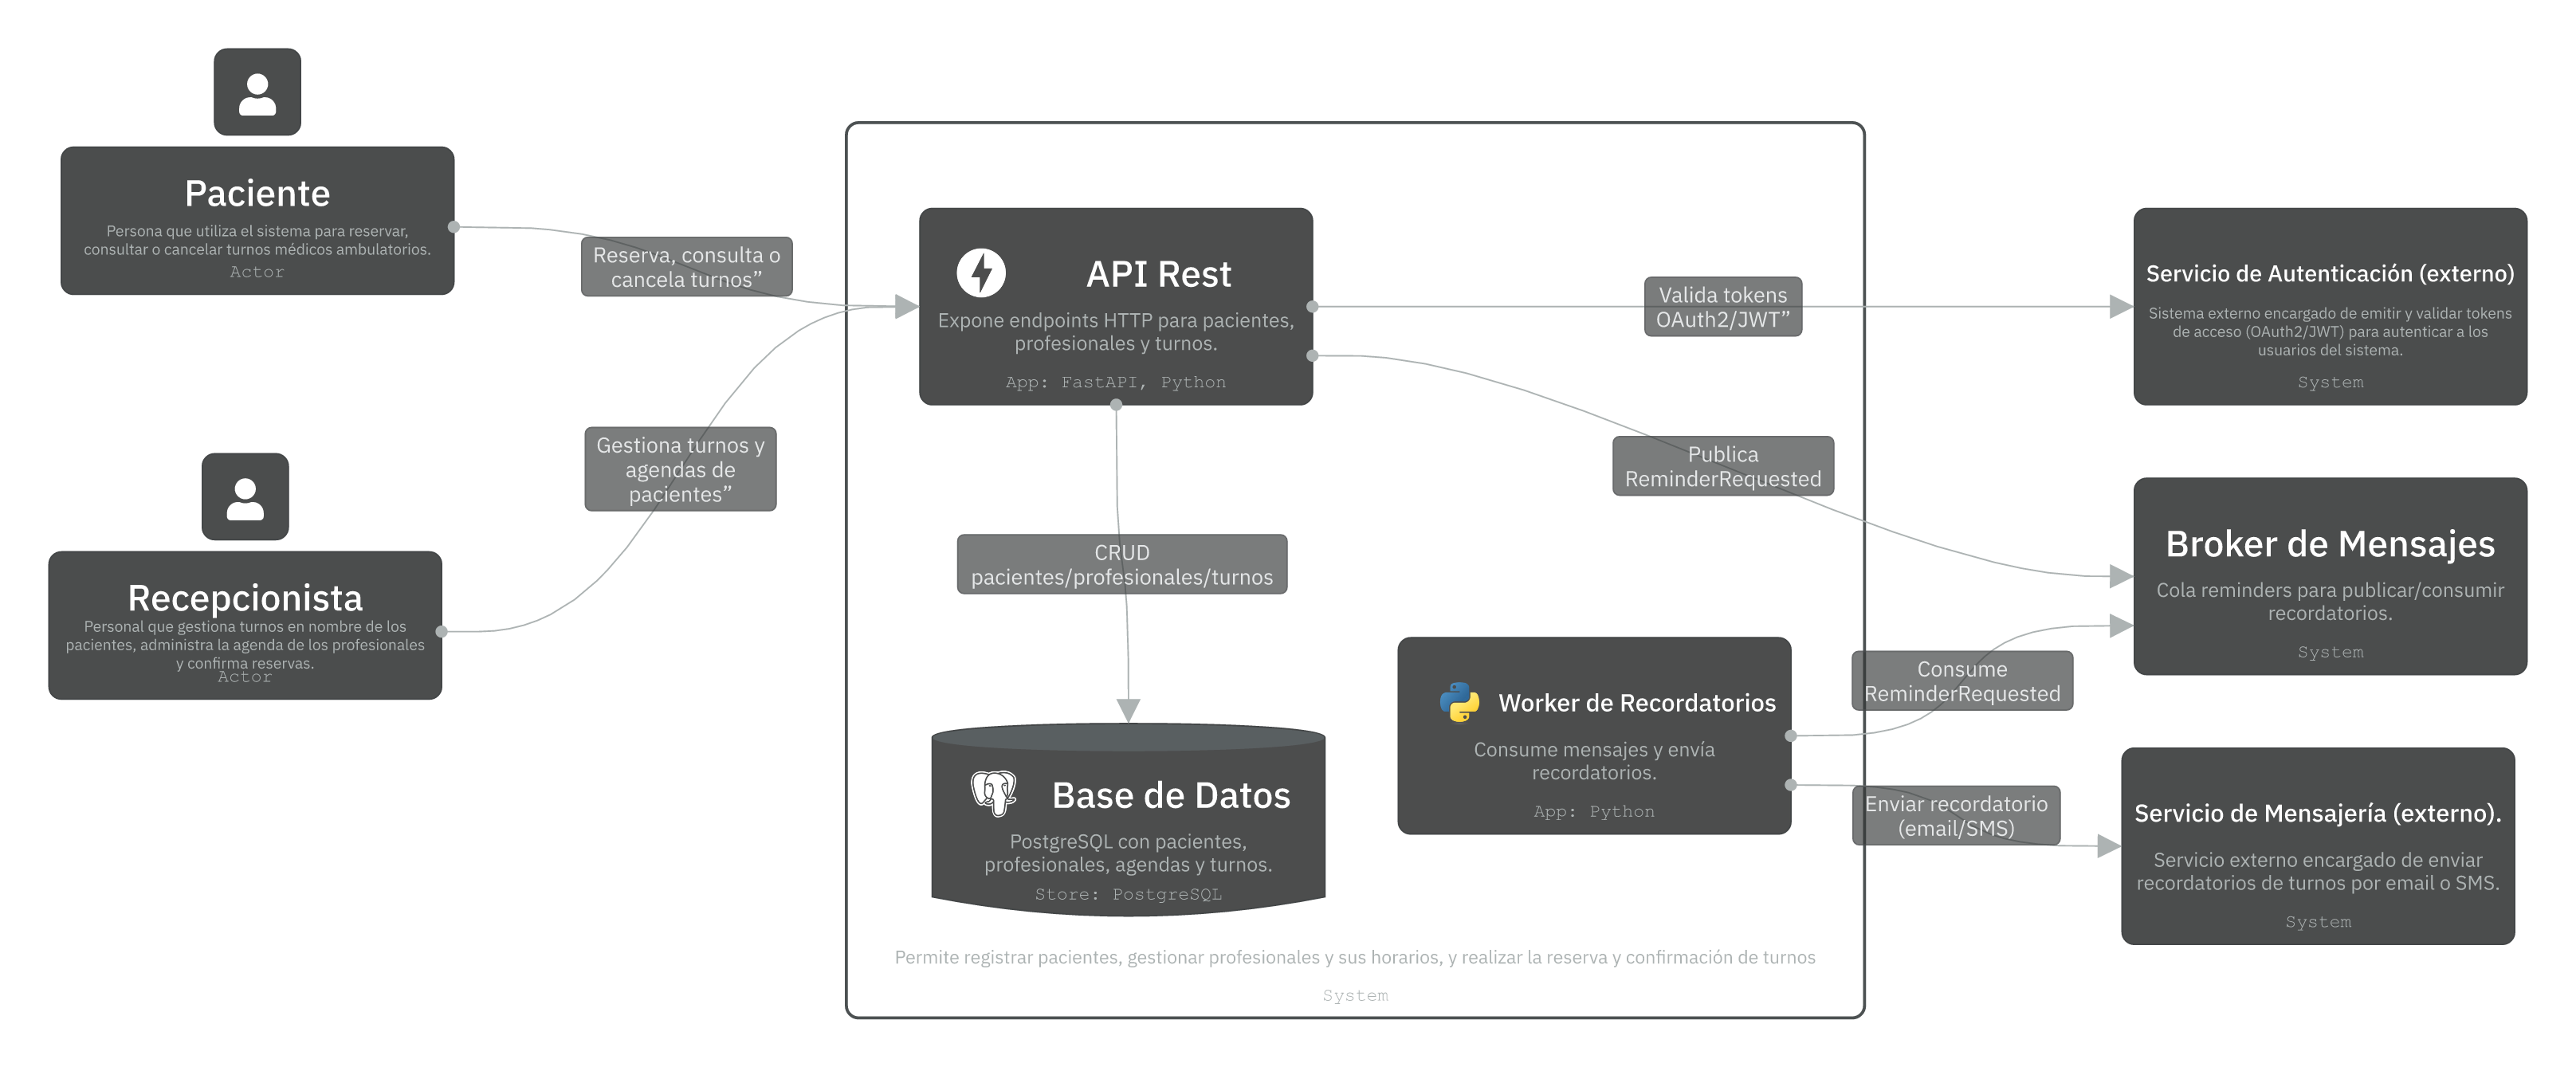 Paciente
Persona que utiliza el sistema para reservar,
consultar o cancelar turnos médicos ambulatorios.
Actor
Reserva, consulta o
cancela turnos”
Recepcionista
Personal que gestiona turnos en nombre de los
pacientes, administra la agenda de los profesionales
y confirma reservas.
Actor
Gestiona turnos y
agendas de
pacientes”
API Rest
Expone endpoints HTTP para pacientes,
profesionales y turnos.
App: FastAPI, Python
CRUD
pacientes/profesionales/turnos
Base de Datos
PostgreSQL con pacientes,
profesionales, agendas y turnos.
Store: PostgreSQL
Worker de Recordatorios
Consume mensajes y envía
recordatorios.
App: Python
Permite registrar pacientes, gestionar profesionales y sus horarios, y realizar la reserva y confirmación de turnos
System
Valida tokens
OAuth2/JWT”
Publica
ReminderRequested
Consume
ReminderRequested
Enviar recordatorio
(email/SMS)
Servicio de Autenticación (externo)
Sistema externo encargado de emitir y validar tokens
de acceso (OAuth2/JWT) para autenticar a los
usuarios del sistema.
System
Broker de Mensajes
Cola reminders para publicar/consumir
recordatorios.
System
Servicio de Mensajería (externo).
Servicio externo encargado de enviar
recordatorios de turnos por email o SMS.
System